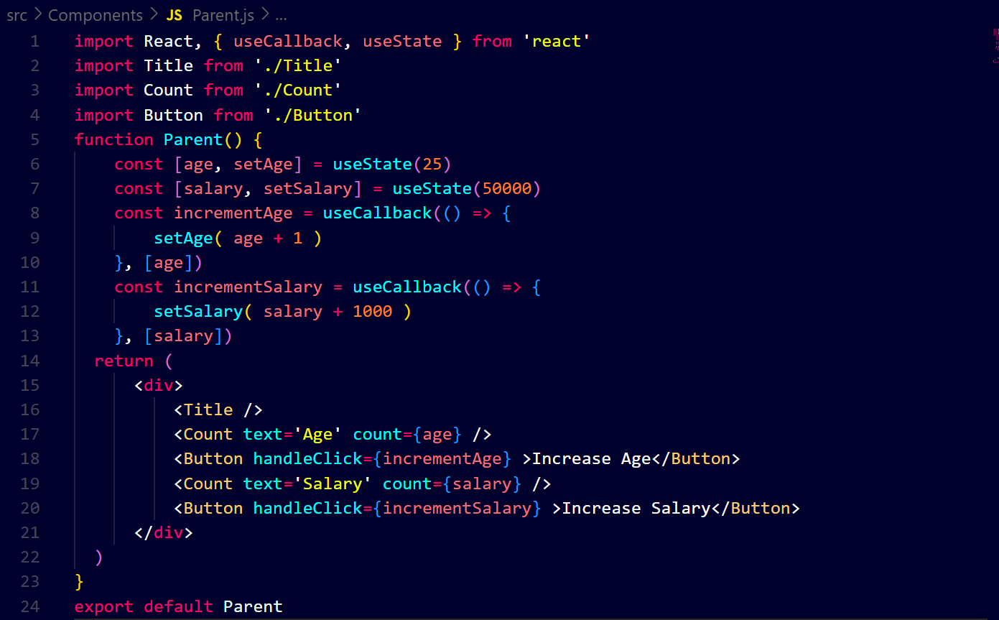 src > Components > JS Parent.js > ...
1 import React, { useCallback, useState } from 'react'
2 import Title from './Title'
3 import Count from './Count'
4 import Button from './Button'
5 function Parent() {
6     const [age, setAge] = useState(25)
7     const [salary, setSalary] = useState(50000)
8     const incrementAge = useCallback(() => {
9         setAge( age + 1 )
10     }, [age])
11     const incrementSalary = useCallback(() => {
12         setSalary( salary + 1000 )
13     }, [salary])
14   return (
15       <div>
16           <Title />
17           <Count text='Age' count={age} />
18           <Button handleClick={incrementAge} >Increase Age</Button>
19           <Count text='Salary' count={salary} />
20           <Button handleClick={incrementSalary} >Increase Salary</Button>
21       </div>
22   )
23 }
24 export default Parent